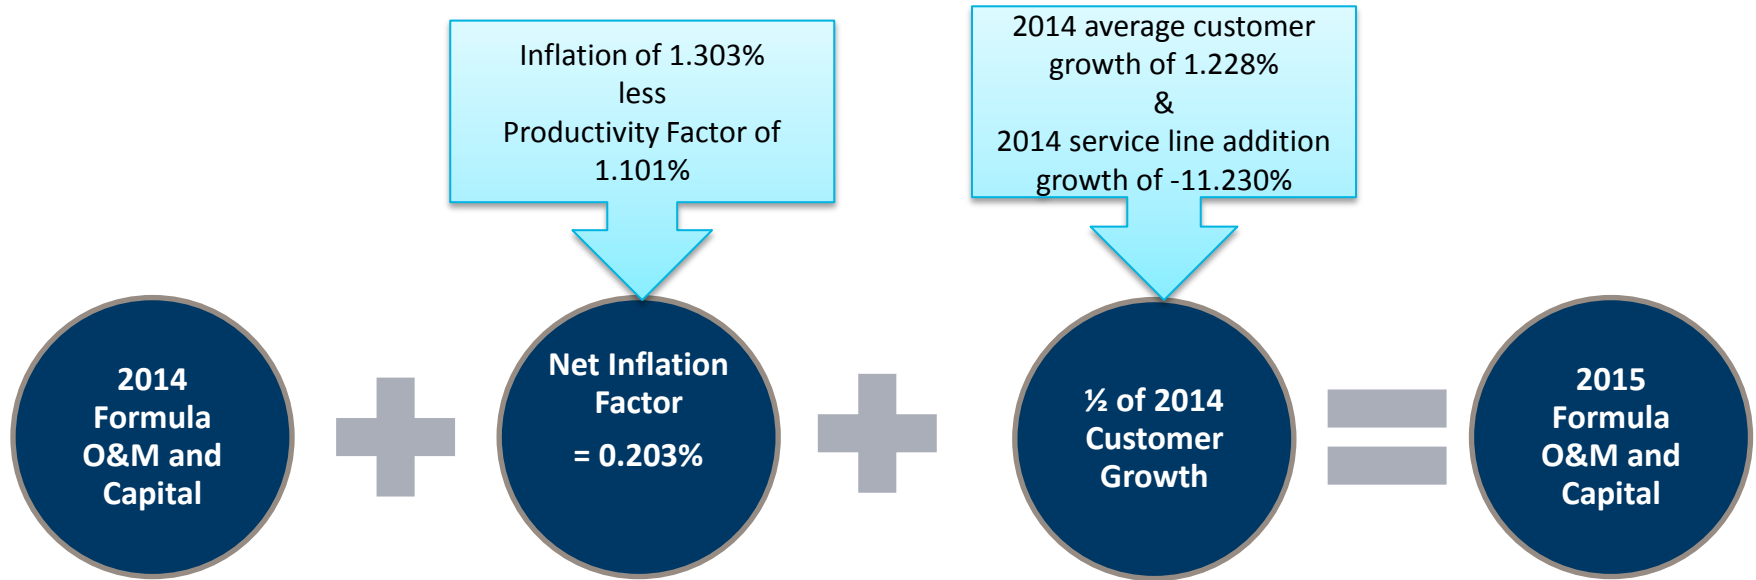 Inflation of 1.303%
less
Productivity Factor of
1.101%
2014 average customer
growth of 1.228%
&
2014 service line addition
growth of -11.230%
2014
Formula
O&M and
Capital
Net Inflation
Factor
= 0.203%
½ of 2014
Customer
Growth
2015
Formula
O&M and
Capital